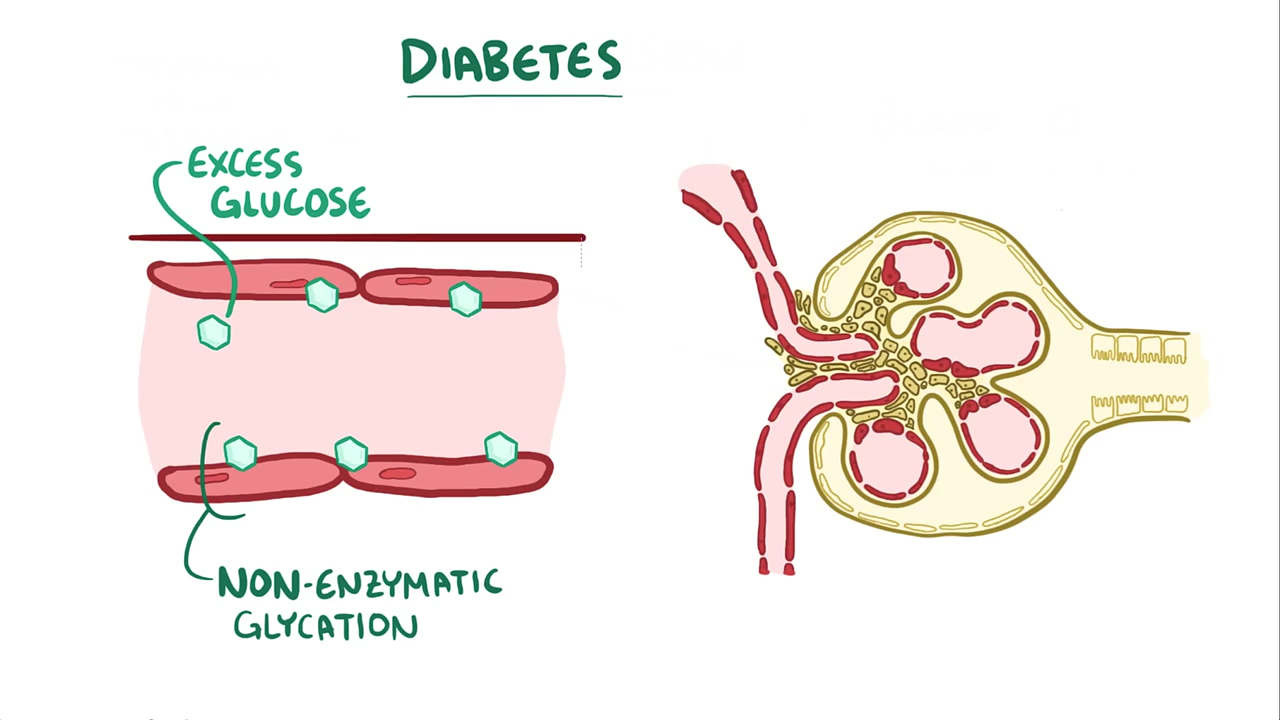 DIABETES
EXCESS
GLUCOSE
NON-ENZYMATIC
GLYCATION